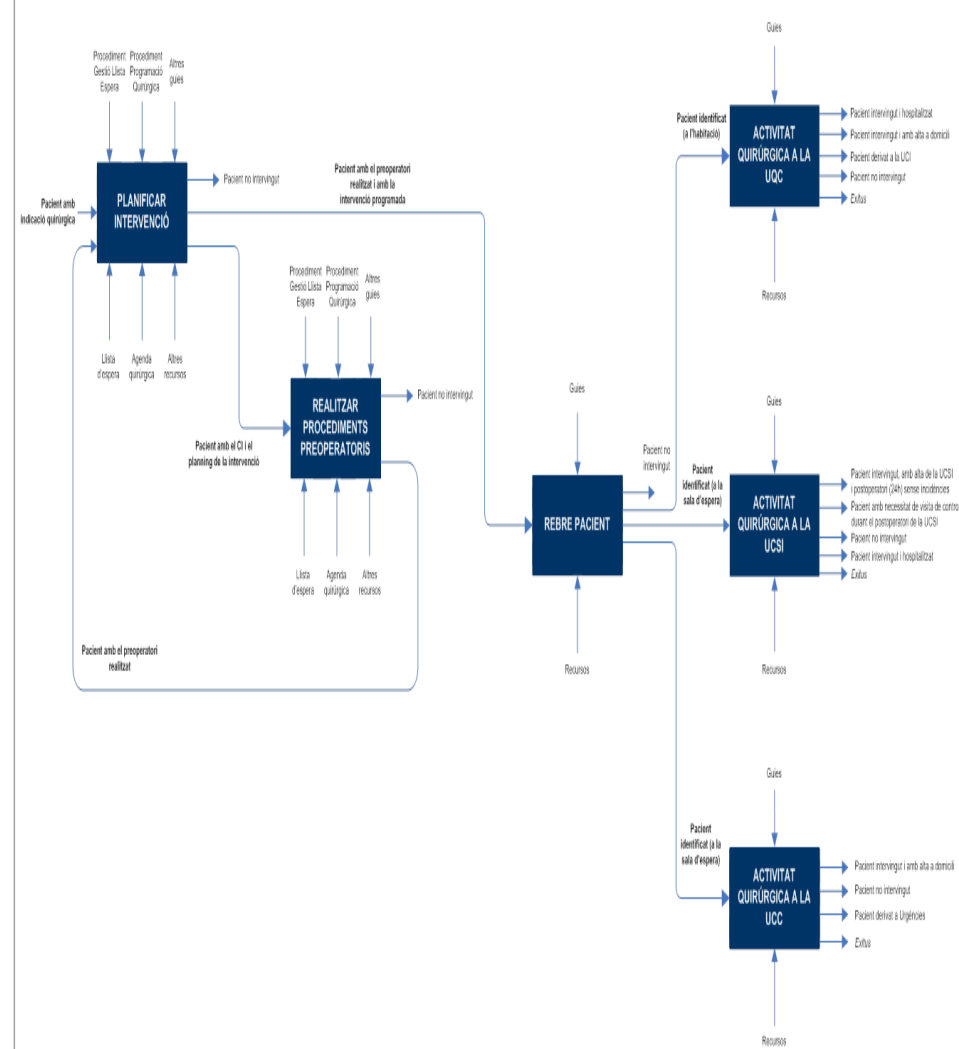 Procediment
Gestió Llista
Espera
Procediment
Programació
Quirúrgica
Altres
guies
Pacient amb
indicació quirúrgica
PLANIFICAR
INTERVENCIÓ
Pacient no intervingut
Llista
d'espera
Agenda
quirúrgica
Altres
recursos
Pacient amb el preoperatori
realitzat i amb la
intervenció programada
Procediment
Gestió Llista
Espera
Procediment
Programació
Quirúrgica
Altres
guies
Pacient amb el CI i el
planning de la intervenció
REALITZAR
PROCEDIMENTS
PREOPERATORIS
Pacient no intervingut
Llista
d'espera
Agenda
quirúrgica
Altres
recursos
Pacient amb el preoperatori
realitzat
Guies
REBRE PACIENT
Pacient no
intervingut
Recursos
Pacient identificat
(a l'habitació)
Guies
ACTIVITAT
QUIRÚRGICA A LA
UQC
Pacient intervingut i hospitalitzat
Pacient intervingut i amb alta a domicili
Pacient derivat a la UCI
Pacient no intervingut
Exitus
Recursos
Pacient
identificat (a la
sala d'espera)
Guies
ACTIVITAT
QUIRÚRGICA A LA
UCSI
Pacient intervingut, amb alta de la UCSI
i postoperatori (24h) sense incidències
Pacient amb necessitat de visita de contro
durant el postoperatori de la UCSI
Pacient no intervingut
Pacient intervingut i hospitalitzat
Exitus
Recursos
Pacient
identificat (a la
sala d'espera)
Guies
ACTIVITAT
QUIRÚRGICA A LA
UCC
Pacient intervingut i amb alta a domicili
Pacient no intervingut
Pacient derivat a Urgències
Exitus
Recursos